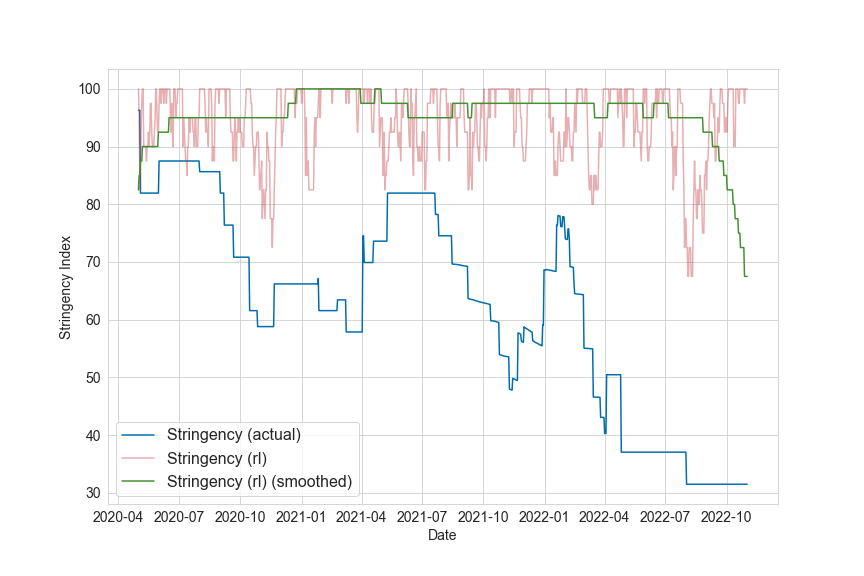 100
90
80
70
60
50
40
30
Stringency Index
Stringency (actual)
Stringency (rl)
Stringency (rl) (smoothed)
2020-04 2020-07 2020-10 2021-01 2021-04 2021-07 2021-10 2022-01 2022-04 2022-07 2022-10
Date